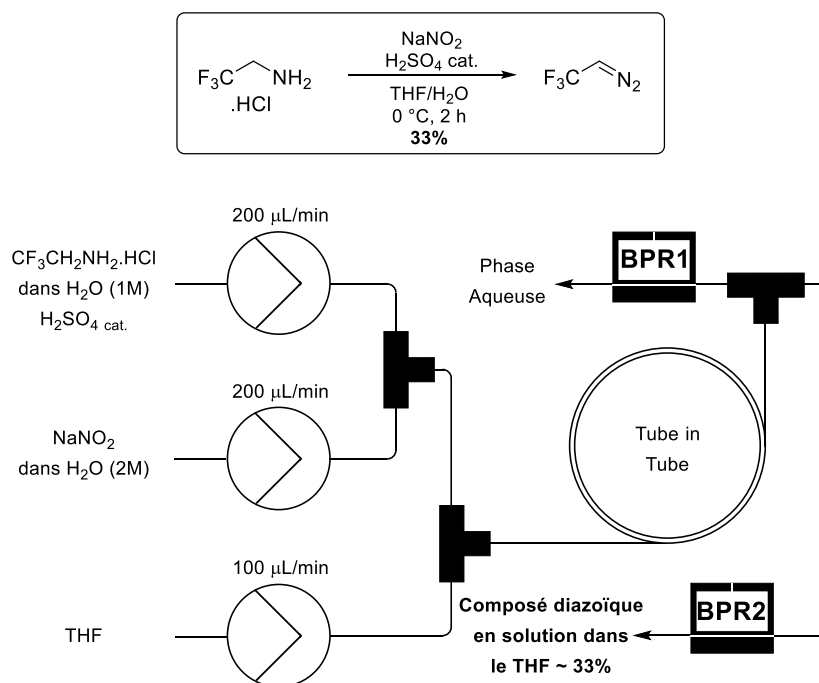 NaNO2
H2SO4 cat.
F3C NH2
.HCl
THF/H2O
0 °C, 2 h
33%
F3C N2
200 µL/min
CF3CH2NH2.HCl
dans H2O (1M)
H2SO4 cat.
Phase
Aqueuse
BPR1
200 µL/min
NaNO2
dans H2O (2M)
Tube in
Tube
100 µL/min
THF
Composé diazoïque
en solution dans
le THF ~ 33%
BPR2